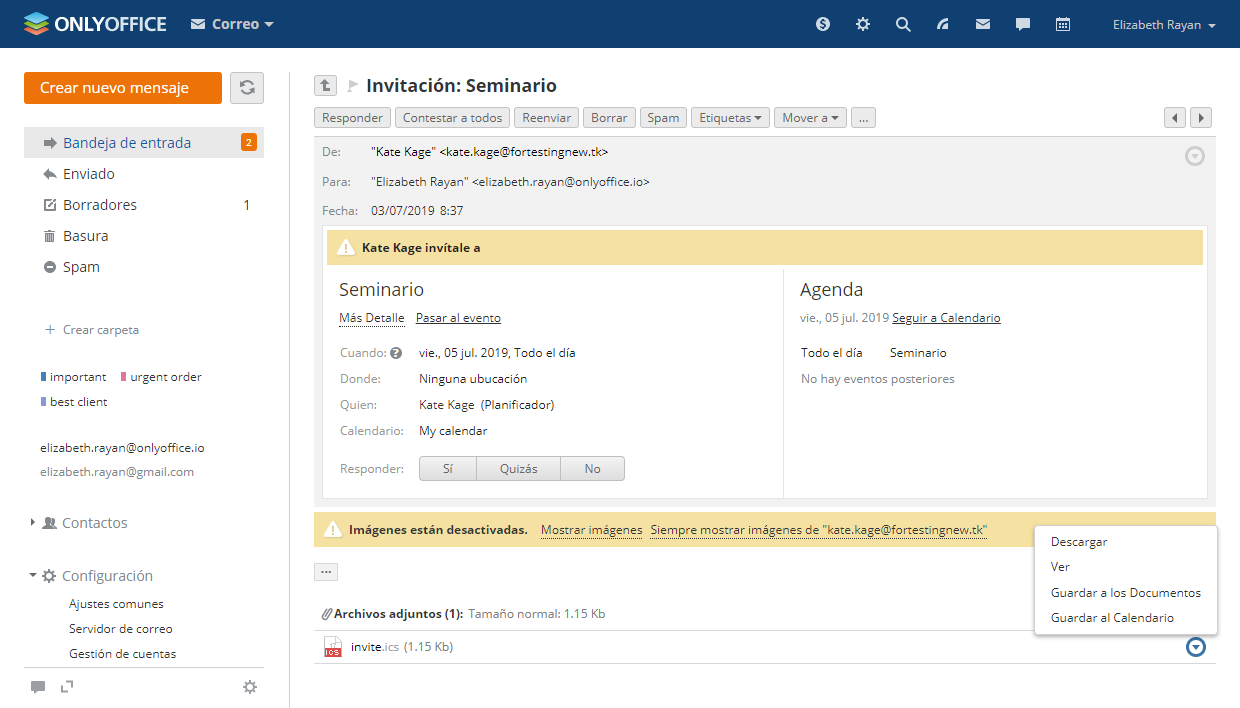 ONLYOFFICE Correo Elizabeth Rayan
Crear nuevo mensaje
Bandeja de entrada 2
Enviado
Borradores 1
Basura
Spam
Crear carpeta
important urgent order
best client
elizabeth.rayan@onlyoffice.io
elizabeth.rayan@gmail.com
Contactos
Configuración
Ajustes comunes
Servidor de correo
Gestión de cuentas
Invitación: Seminario
Responder Contestar a todos Reenviar Borrar Spam Etiquetas Mover a ...
De: "Kate Kage" <kate.kage@fortestingnew.tk>
Para: "Elizabeth Rayan" <elizabeth.rayan@onlyoffice.io>
Fecha: 03/07/2019 8:37
Kate Kage invítale a
Seminario
Más Detalle Pasar al evento
Cuando: ? vie., 05 jul. 2019, Todo el día
Donde: Ninguna ubucación
Quien: Kate Kage (Planificador)
Calendario: My calendar
Responder: Sí Quizás No
Agenda
vie., 05 jul. 2019 Seguir a Calendario
Todo el día Seminario
No hay eventos posteriores
Imágenes están desactivadas. Mostrar imágenes Siempre mostrar imágenes de "kate.kage@fortestingnew.tk"
...
Archivos adjuntos (1): Tamaño normal: 1.15 Kb
ICS invite.ics (1.15 Kb)
Descargar
Ver
Guardar a los Documentos
Guardar al Calendario